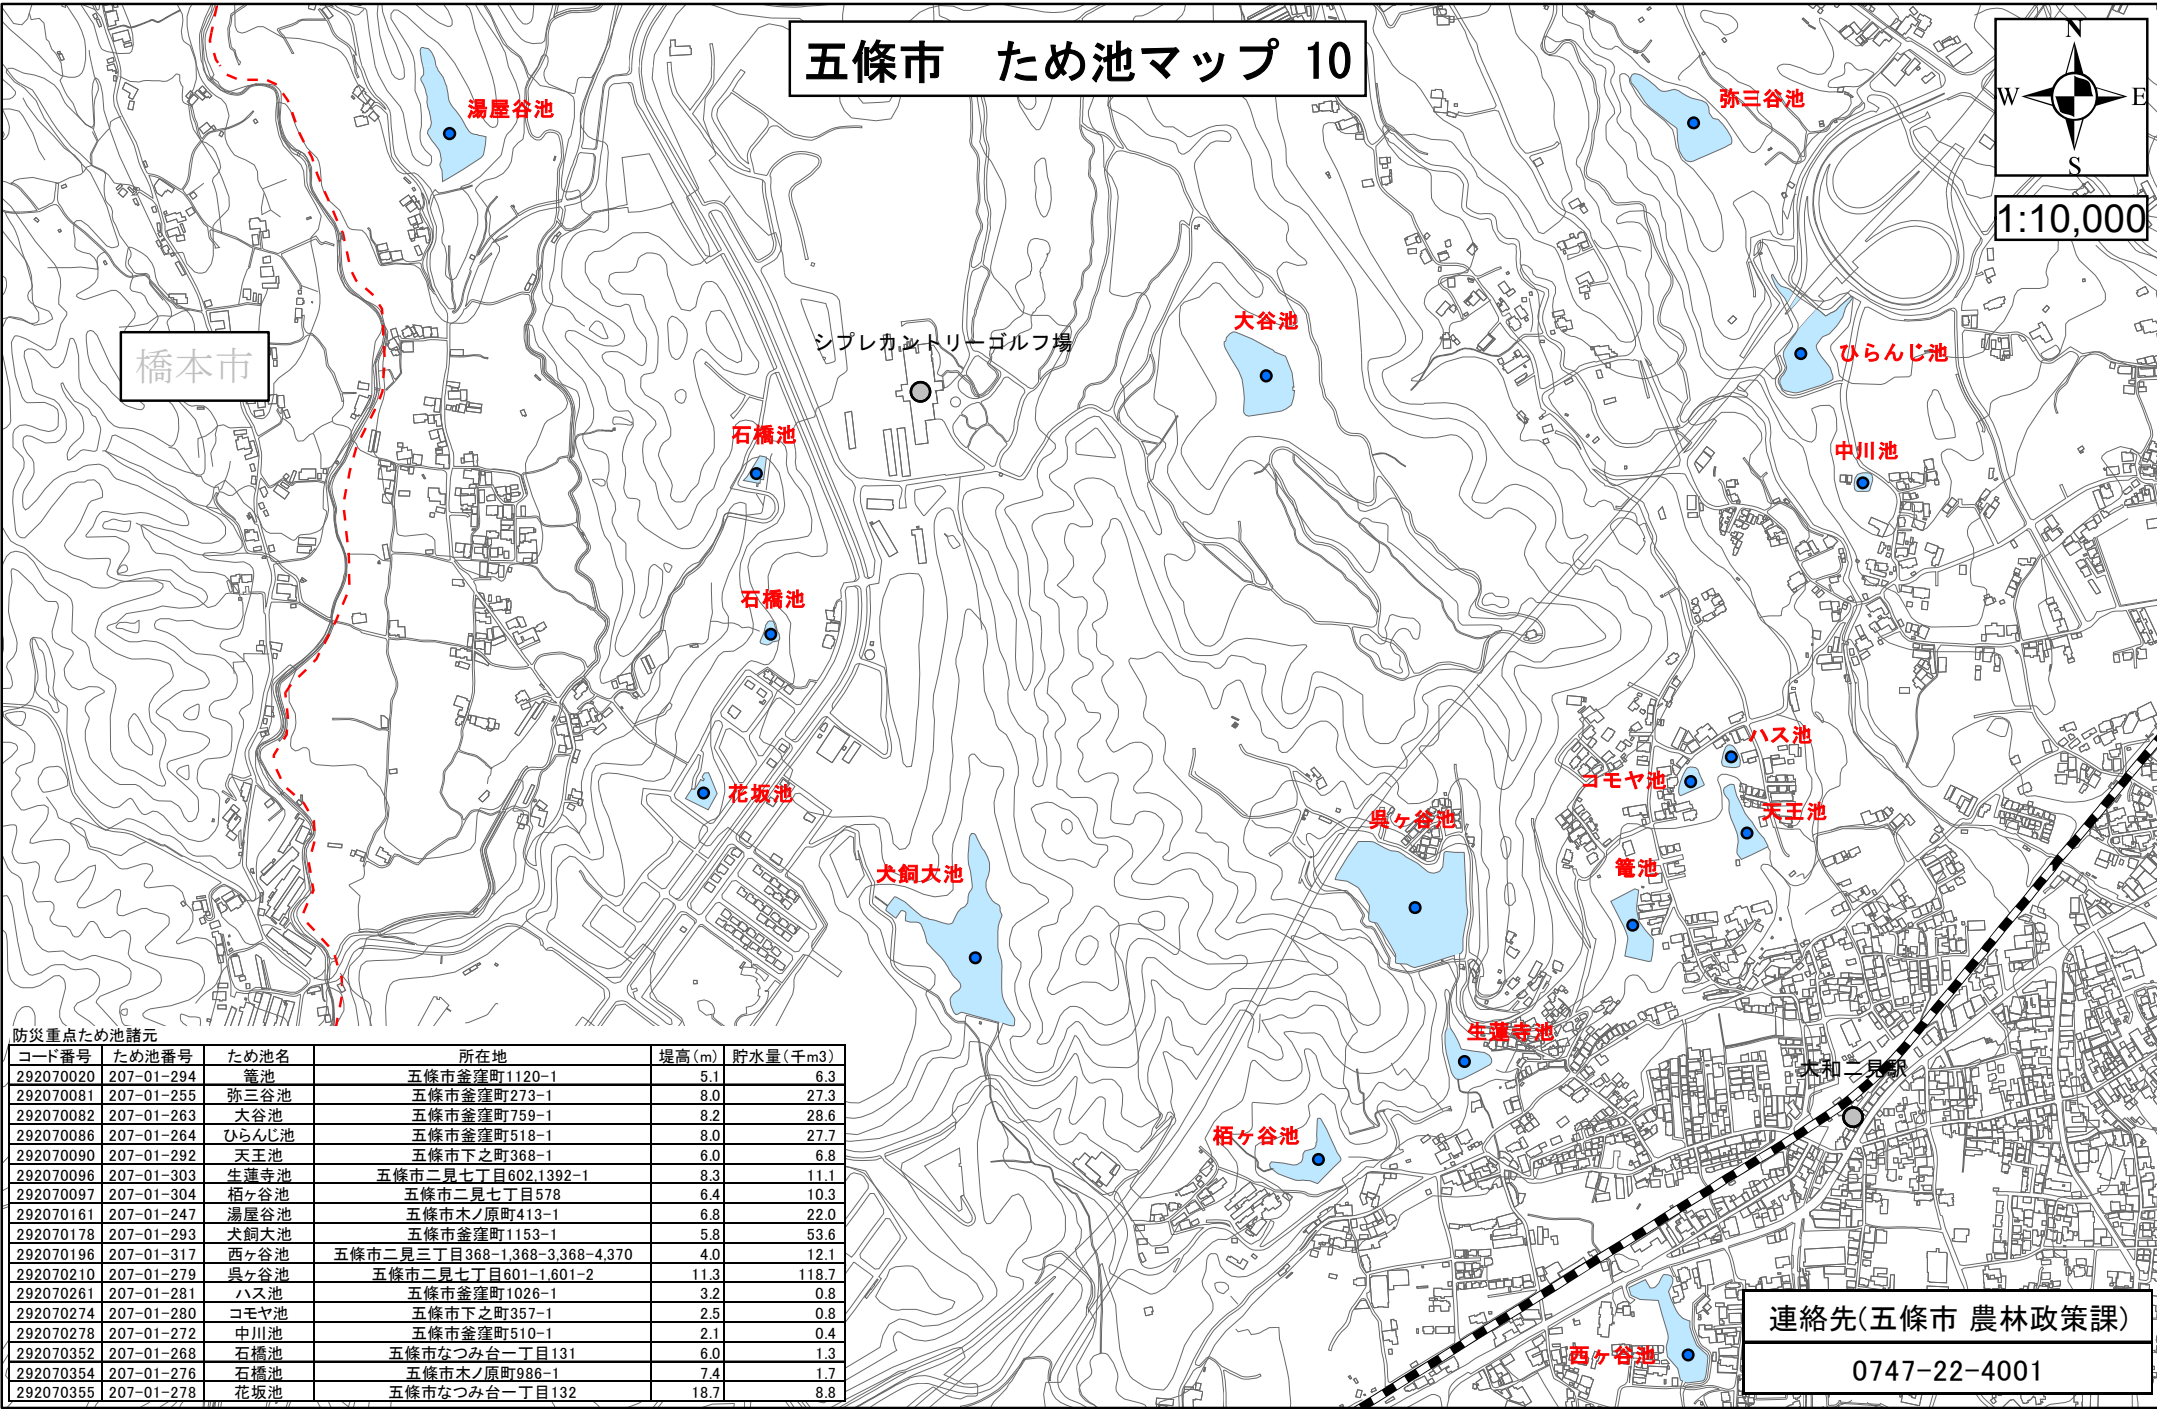 五條市　ため池マップ 10
N
W E
S
1:10,000
湯屋谷池
弥三谷池
橋本市
シプレカントリーゴルフ場
大谷池
ひらんじ池
石橋池
中川池
石橋池
ハス池
コモヤ池
花坂池
天王池
呉ヶ谷池
犬飼大池
篭池
生蓮寺池
大和二見駅
栢ヶ谷池
西ヶ谷池
防災重点ため池諸元
コード番号 ため池番号 ため池名 所在地 堤高(m) 貯水量(千m3)
292070020 207-01-294 篭池 五條市釜窪町1120-1 5.1 6.3
292070081 207-01-255 弥三谷池 五條市釜窪町273-1 8.0 27.3
292070082 207-01-263 大谷池 五條市釜窪町759-1 8.2 28.6
292070086 207-01-264 ひらんじ池 五條市釜窪町518-1 8.0 27.7
292070090 207-01-292 天王池 五條市下之町368-1 6.0 6.8
292070096 207-01-303 生蓮寺池 五條市二見七丁目602,1392-1 8.3 11.1
292070097 207-01-304 栢ヶ谷池 五條市二見七丁目578 6.4 10.3
292070161 207-01-247 湯屋谷池 五條市木ノ原町413-1 6.8 22.0
292070178 207-01-293 犬飼大池 五條市釜窪町1153-1 5.8 53.6
292070196 207-01-317 西ヶ谷池 五條市二見三丁目368-1,368-3,368-4,370 4.0 12.1
292070210 207-01-279 呉ヶ谷池 五條市二見七丁目601-1,601-2 11.3 118.7
292070261 207-01-281 ハス池 五條市釜窪町1026-1 3.2 0.8
292070274 207-01-280 コモヤ池 五條市下之町357-1 2.5 0.8
292070278 207-01-272 中川池 五條市釜窪町510-1 2.1 0.4
292070352 207-01-268 石橋池 五條市なつみ台一丁目131 6.0 1.3
292070354 207-01-276 石橋池 五條市木ノ原町986-1 7.4 1.7
292070355 207-01-278 花坂池 五條市なつみ台一丁目132 18.7 8.8
連絡先(五條市 農林政策課)
0747-22-4001